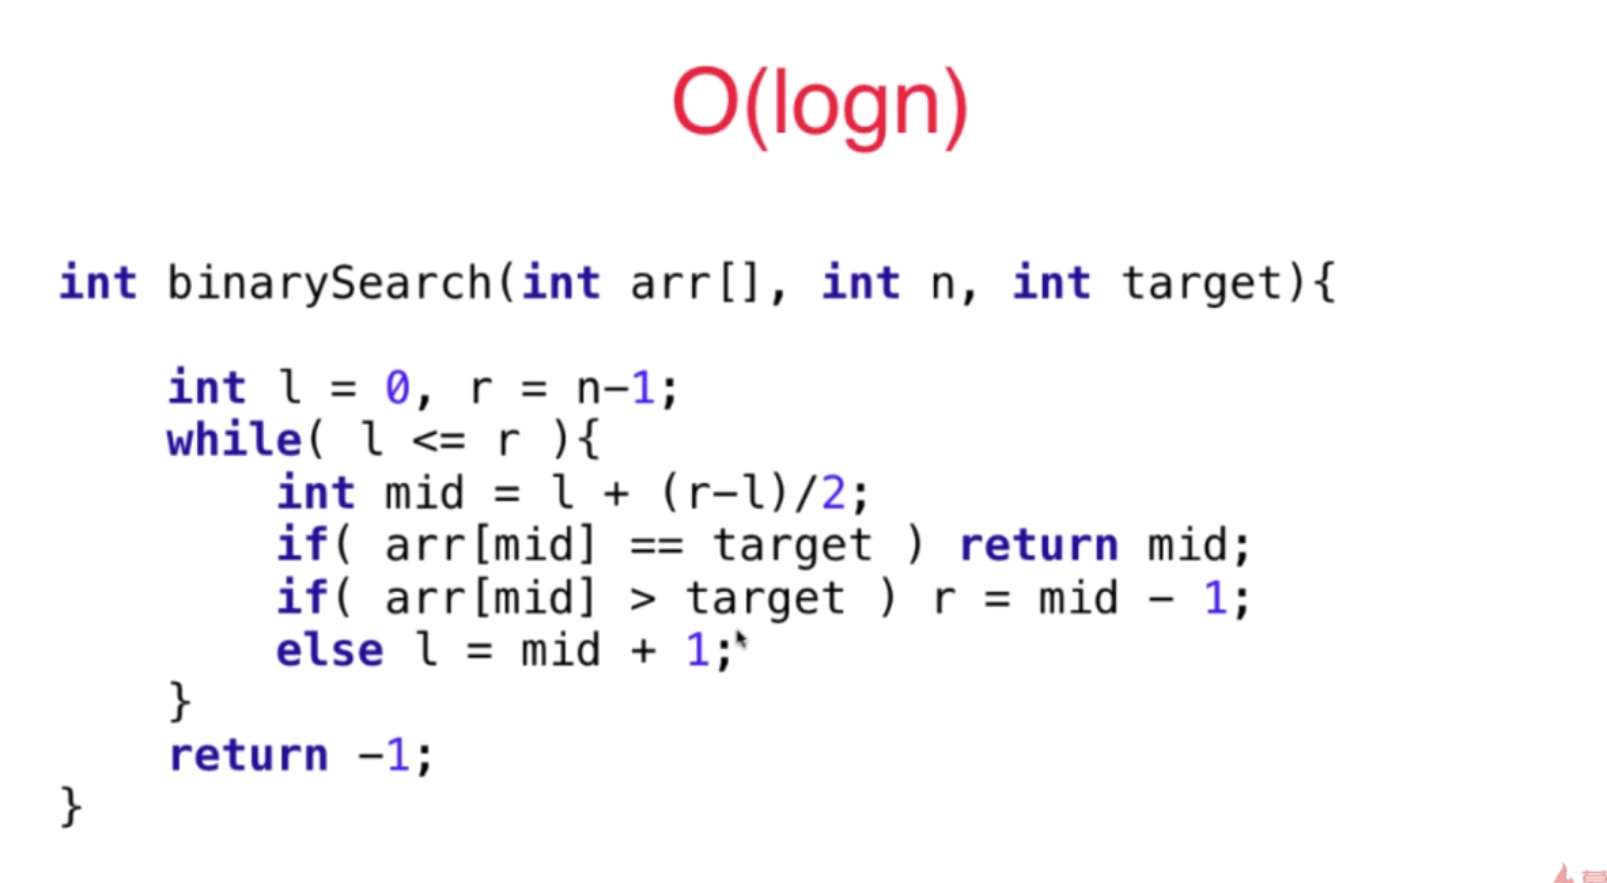 O(logn)
int binarySearch(int arr[], int n, int target){
int l = 0, r = n-1;
while( l <= r ){
int mid = l + (r-l)/2;
if( arr[mid] == target ) return mid;
if( arr[mid] > target ) r = mid - 1;
else l = mid + 1;
}
return -1;
}